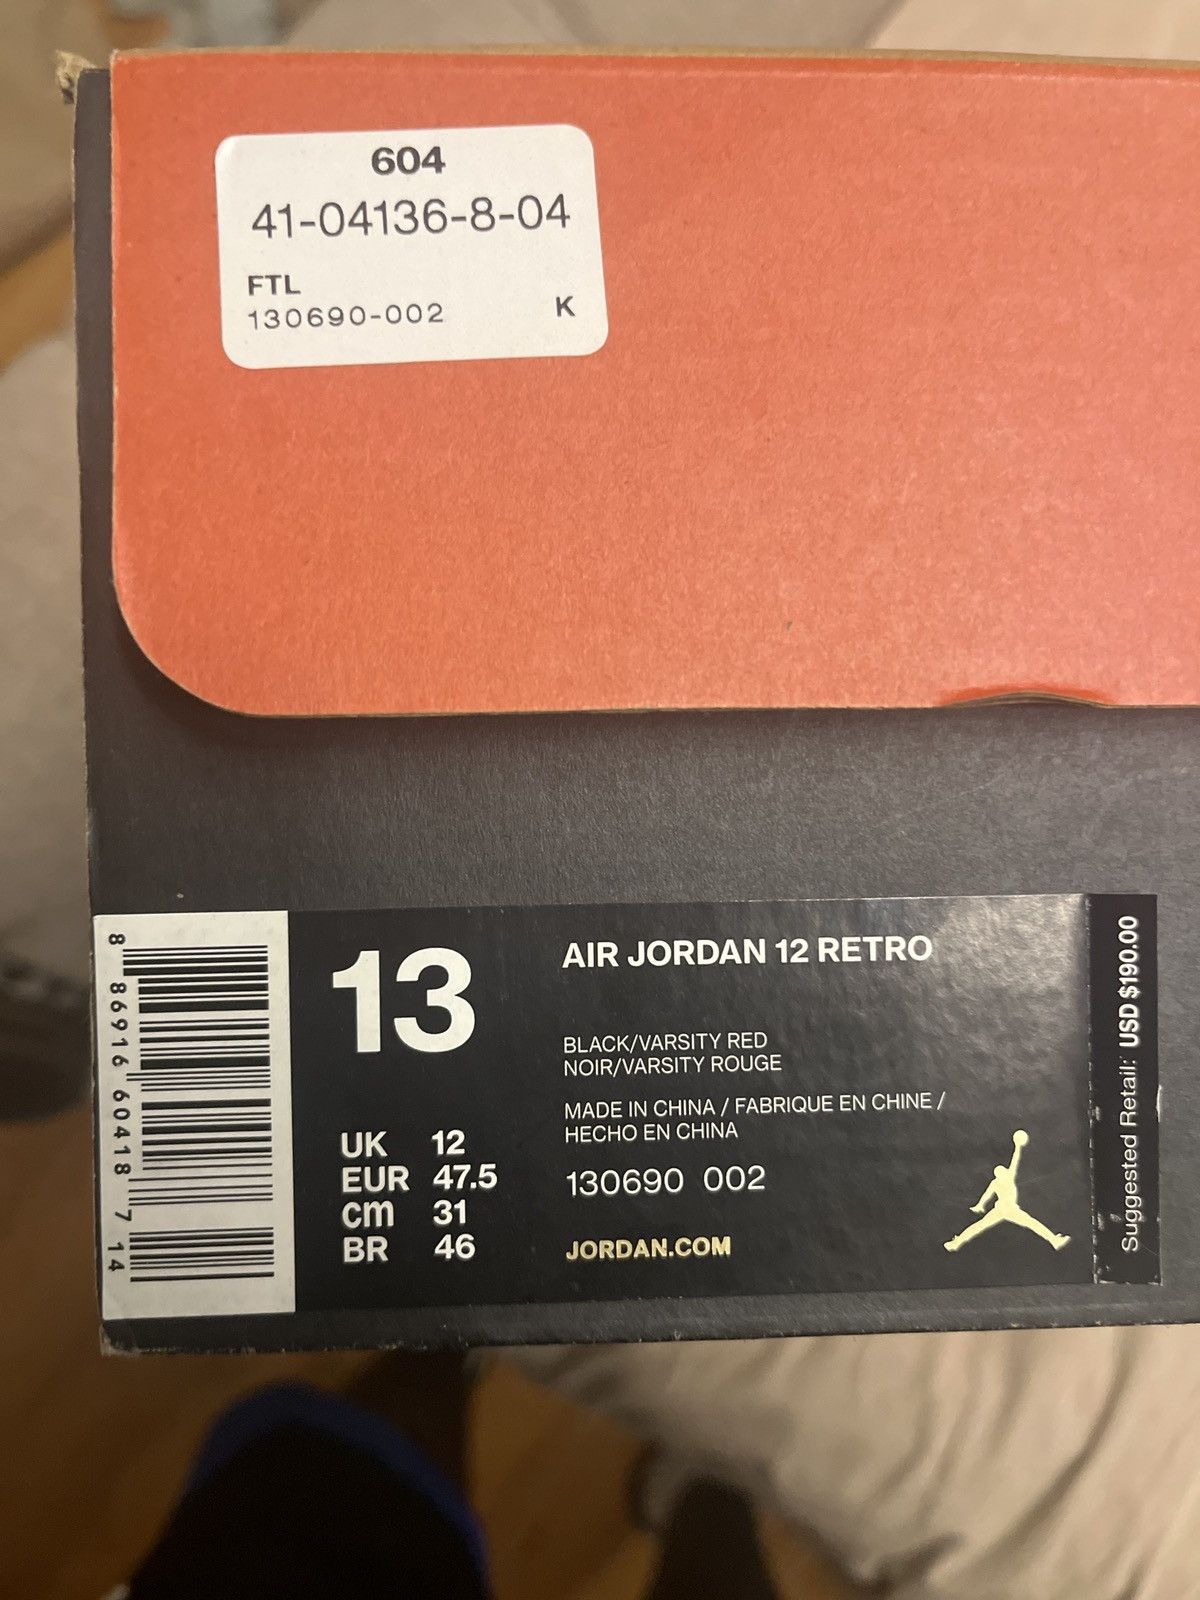 604
41-04136-8-04
FTL
130690-002 K
8 86916 60418 7 14
13
UK 12
EUR 47.5
cm 31
BR 46
AIR JORDAN 12 RETRO
BLACK/VARSITY RED
NOIR/VARSITY ROUGE
MADE IN CHINA / FABRIQUE EN CHINE /
HECHO EN CHINA
130690 002
JORDAN.COM
Suggested Retail: USD $190.00